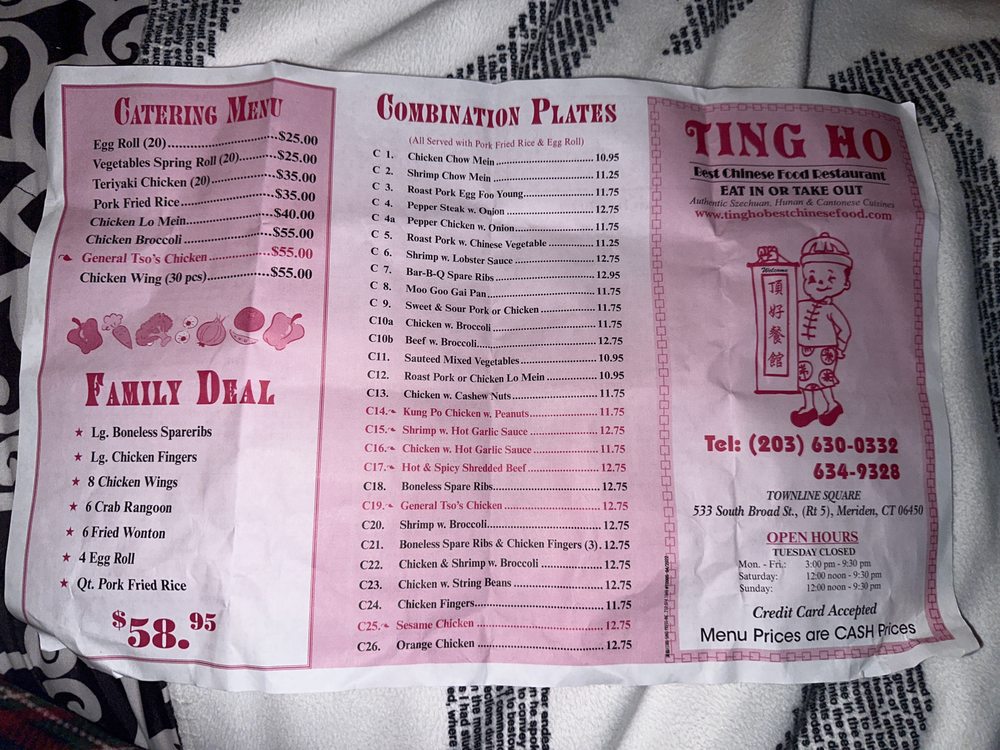 CATERING MENU
Egg Roll (20)....................$25.00
Vegetables Spring Roll (20)....................$25.00
Teriyaki Chicken (20)....................$35.00
Pork Fried Rice....................$35.00
Chicken Lo Mein....................$40.00
Chicken Broccoli....................$55.00
General Tso's Chicken....................$55.00
Chicken Wing (30 pcs)....................$55.00
FAMILY DEAL
★ Lg. Boneless Spareribs
★ Lg. Chicken Fingers
★ 8 Chicken Wings
★ 6 Crab Rangoon
★ 6 Fried Wonton
★ 4 Egg Roll
★ Qt. Pork Fried Rice
$58.95
COMBINATION PLATES
(All Served with Pork Fried Rice & Egg Roll)
C 1. Chicken Chow Mein....................10.95
C 2. Shrimp Chow Mein....................11.25
C 3. Roast Pork Egg Foo Young....................11.75
C 4. Pepper Steak w. Onion....................12.75
C 4a Pepper Chicken w. Onion....................11.75
C 5. Roast Pork w. Chinese Vegetable....................11.25
C 6. Shrimp w. Lobster Sauce....................12.75
C 7. Bar-B-Q Spare Ribs....................12.95
C 8. Moo Goo Gai Pan....................11.75
C 9. Sweet & Sour Pork or Chicken....................11.75
C10a Chicken w. Broccoli....................11.75
C10b Beef w. Broccoli....................12.75
C11. Sauteed Mixed Vegetables....................10.95
C12. Roast Pork or Chicken Lo Mein....................10.95
C13. Chicken w. Cashew Nuts....................11.75
C14. Kung Po Chicken w. Peanuts....................11.75
C15. Shrimp w. Hot Garlic Sauce....................12.75
C16. Chicken w. Hot Garlic Sauce....................11.75
C17. Hot & Spicy Shredded Beef....................12.75
C18. Boneless Spare Ribs....................12.75
C19. General Tso's Chicken....................12.75
C20. Shrimp w. Broccoli....................12.75
C21. Boneless Spare Ribs & Chicken Fingers (3).12.75
C22. Chicken & Shrimp w. Broccoli....................12.75
C23. Chicken w. String Beans....................12.75
C24. Chicken Fingers....................11.75
C25. Sesame Chicken....................12.75
C26. Orange Chicken....................12.75
TING HO
Best Chinese Food Restaurant
EAT IN OR TAKE OUT
Authentic Szechuan, Hunan & Cantonese Cuisines
www.tinghobestchinesefood.com
Welcome
頂好餐館
Tel: (203) 630-0332
634-9328
TOWNLINE SQUARE
533 South Broad St., (Rt 5), Meriden, CT 06450
OPEN HOURS
TUESDAY CLOSED
Mon. - Fri.: 3:00 pm - 9:30 pm
Saturday: 12:00 noon - 9:30 pm
Sunday: 12:00 noon - 9:30 pm
Credit Card Accepted
Menu Prices are CASH Prices